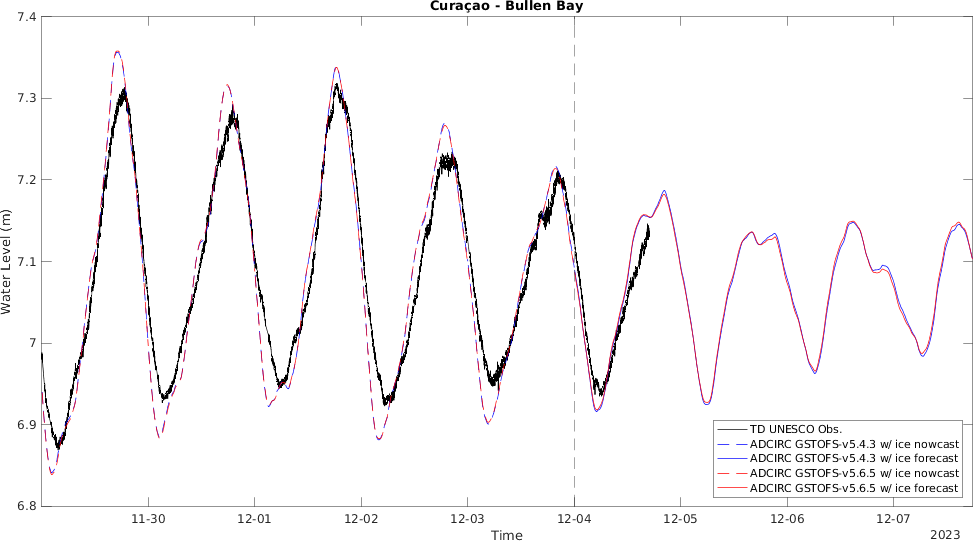 Curaçao - Bullen Bay
7.4
7.3
7.2
7.1
7
6.9
6.8
Water Level (m)
11-30
12-01
12-02
12-03
12-04
12-05
12-06
12-07
Time
2023
TD UNESCO Obs.
ADCIRC GSTOFS-v5.4.3 w/ ice nowcast
ADCIRC GSTOFS-v5.4.3 w/ ice forecast
ADCIRC GSTOFS-v5.6.5 w/ ice nowcast
ADCIRC GSTOFS-v5.6.5 w/ ice forecast